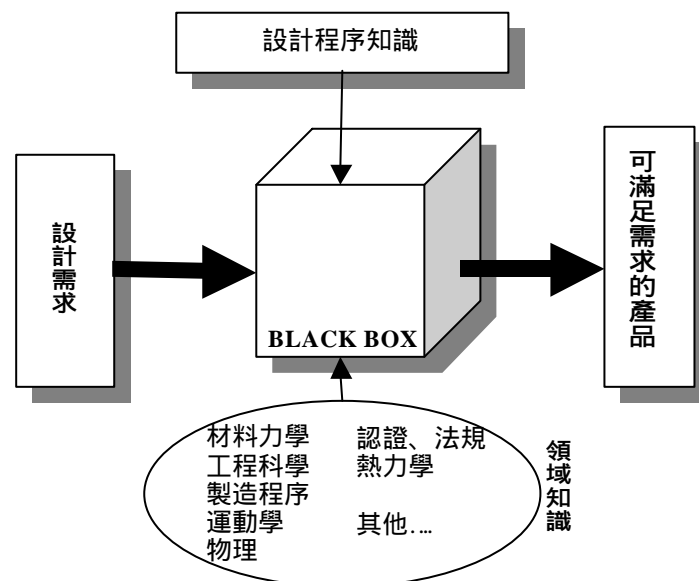 設計程序知識
設計需求
BLACK BOX
可滿足需求的產品
材料力學 認證、法規
工程科學 熱力學
製造程序
運動學 其他....
物理
領域知識